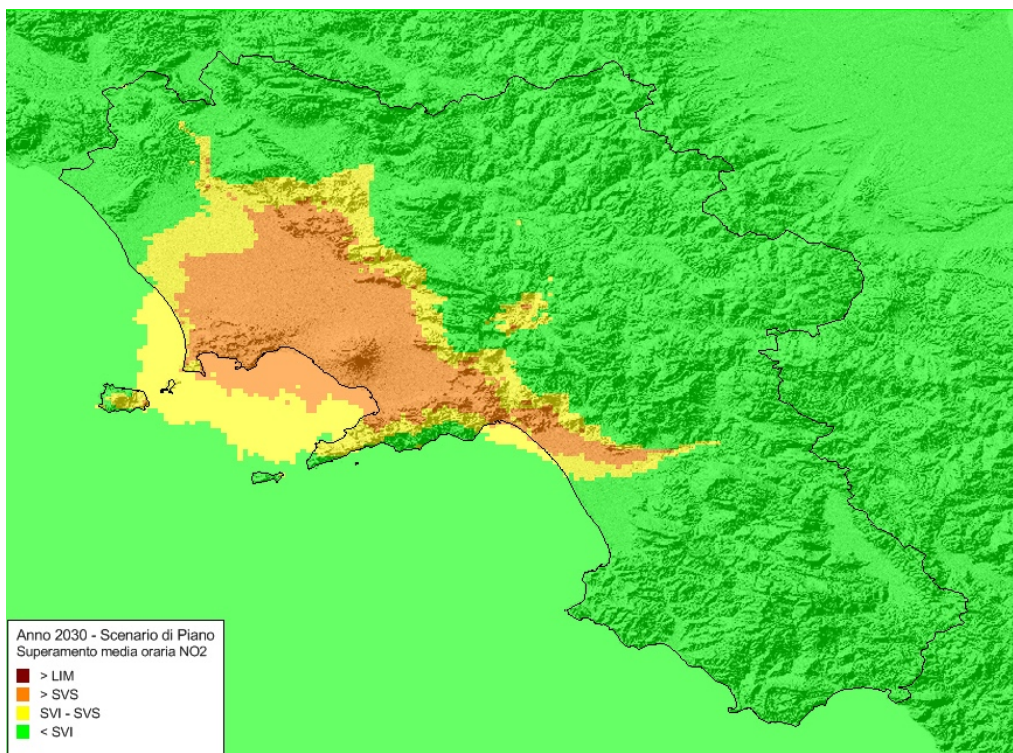 Anno 2030 - Scenario di Piano
Superamento media oraria NO2
> LIM
> SVS
SVI - SVS
< SVI